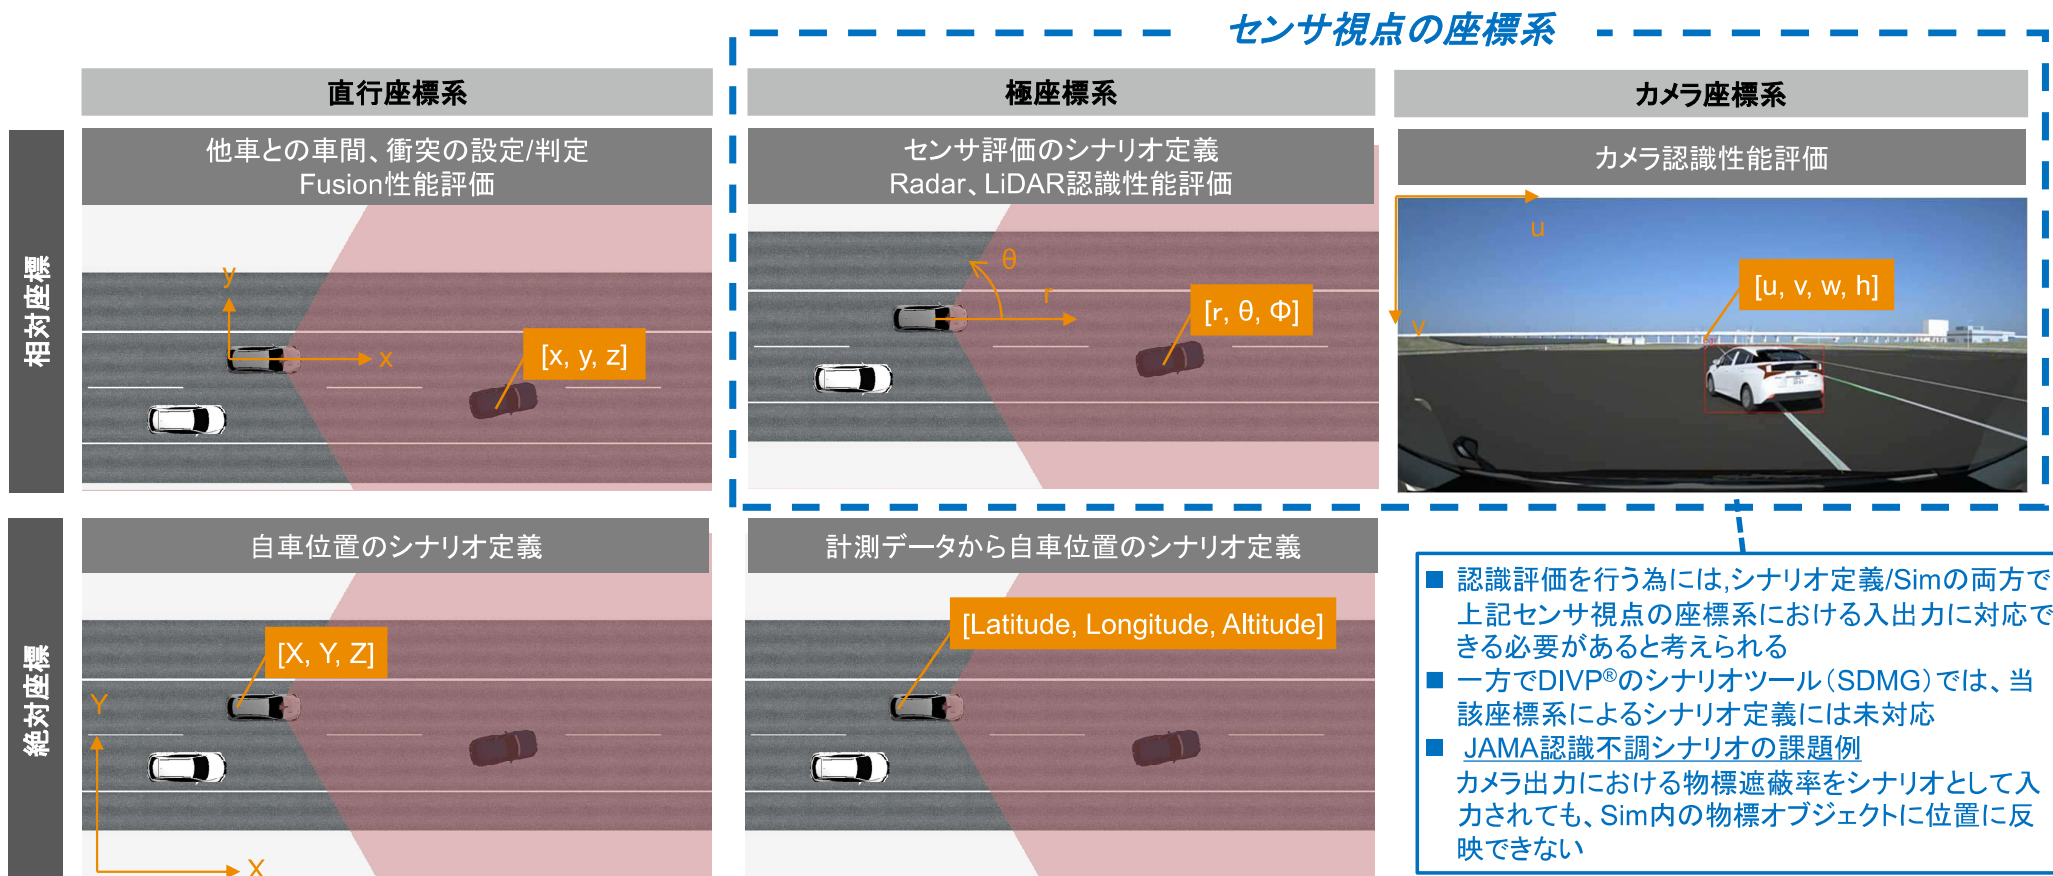 センサ視点の座標系
直行座標系
極座標系
カメラ座標系
相対座標
他車との車間、衝突の設定/判定
Fusion性能評価
y
x
[x, y, z]
センサ評価のシナリオ定義
Radar、LiDAR認識性能評価
θ
r
[r, θ, Φ]
カメラ認識性能評価
u
v
[u, v, w, h]
絶対座標
自車位置のシナリオ定義
[X, Y, Z]
Y
X
計測データから自車位置のシナリオ定義
[Latitude, Longitude, Altitude]
■ 認識評価を行う為には,シナリオ定義/Simの両方で
上記センサ視点の座標系における入出力に対応で
きる必要があると考えられる
■ 一方でDIVP®のシナリオツール（SDMG）では、当
該座標系によるシナリオ定義には未対応
■ JAMA認識不調シナリオの課題例
カメラ出力における物標遮蔽率をシナリオとして入
力されても、Sim内の物標オブジェクトに位置に反
映できない